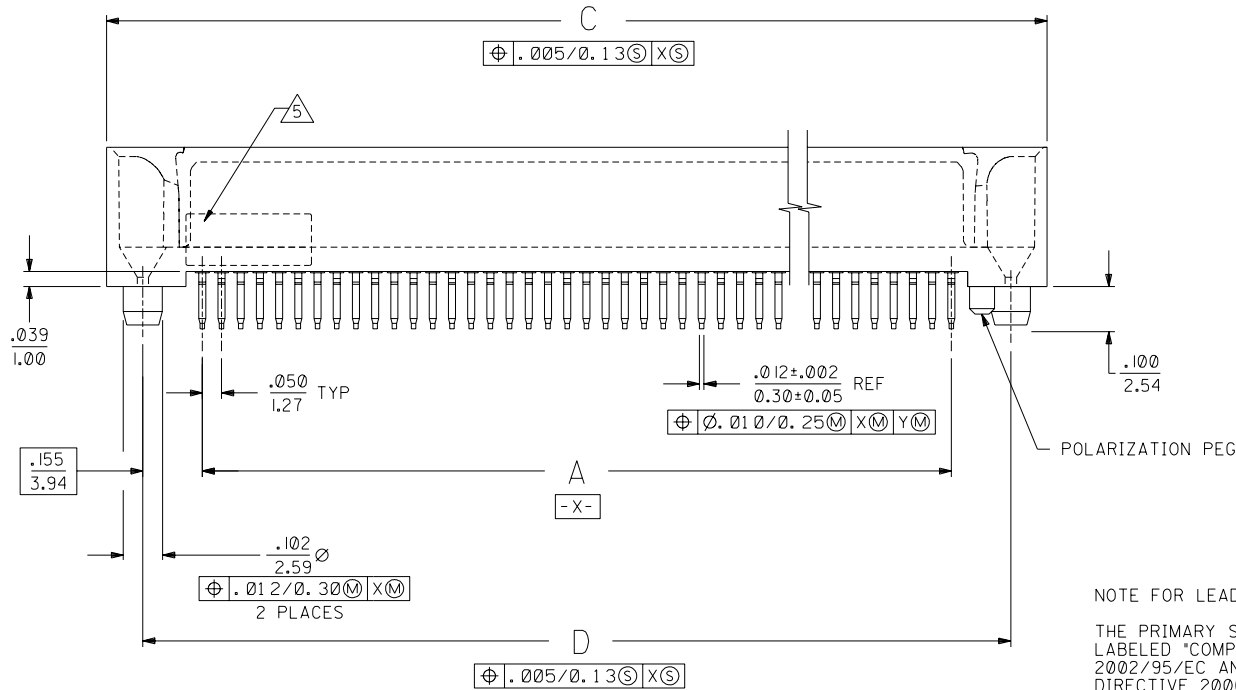 C
⌖ .005/0.13Ⓢ XⓈ
5
.039
1.00
.050 TYP
1.27
.012±.002 REF
0.30±0.05
⌖ Ø.010/0.25Ⓜ XⓂ YⓂ
.100
2.54
POLARIZATION PEG
.155
3.94
A
-X-
.102 Ø
2.59
⌖ .012/0.30Ⓜ XⓂ
2 PLACES
D
⌖ .005/0.13Ⓢ XⓈ
NOTE FOR LEAD
THE PRIMARY S
LABELED "COMP
2002/95/EC AN
DIRECTIVE 200